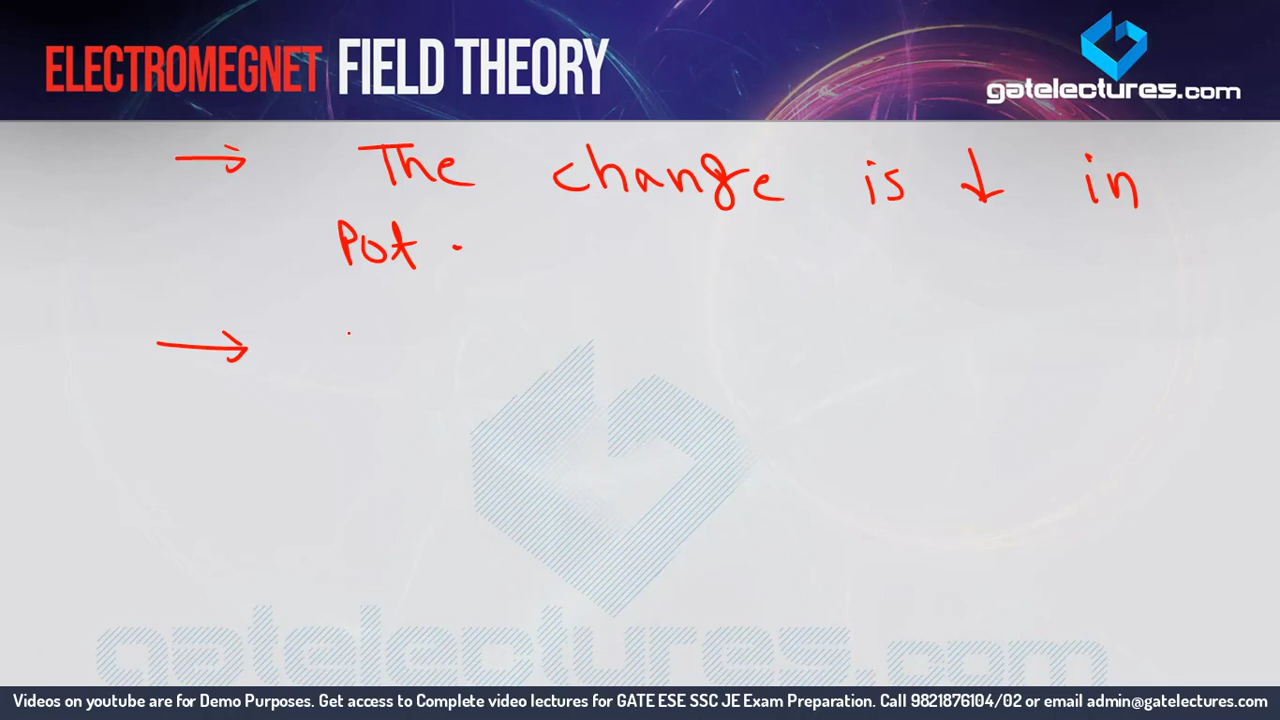 ELECTROMEGNET FIELD THEORY
gatelectures.com
→ The change is ↓ in
Pot.
→
gatelectures.com
Videos on youtube are for Demo Purposes. Get access to Complete video lectures for GATE ESE SSC JE Exam Preparation. Call 9821876104/02 or email admin@gatelectures.com